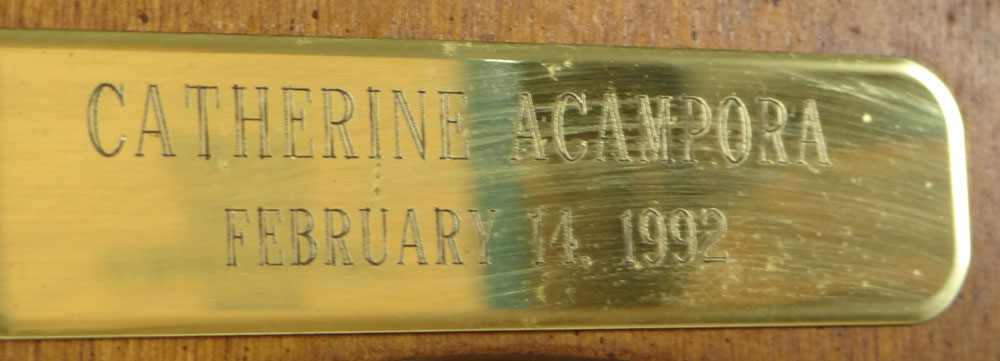 CATHERINE ACAMPORA
FEBRUARY 14, 1992